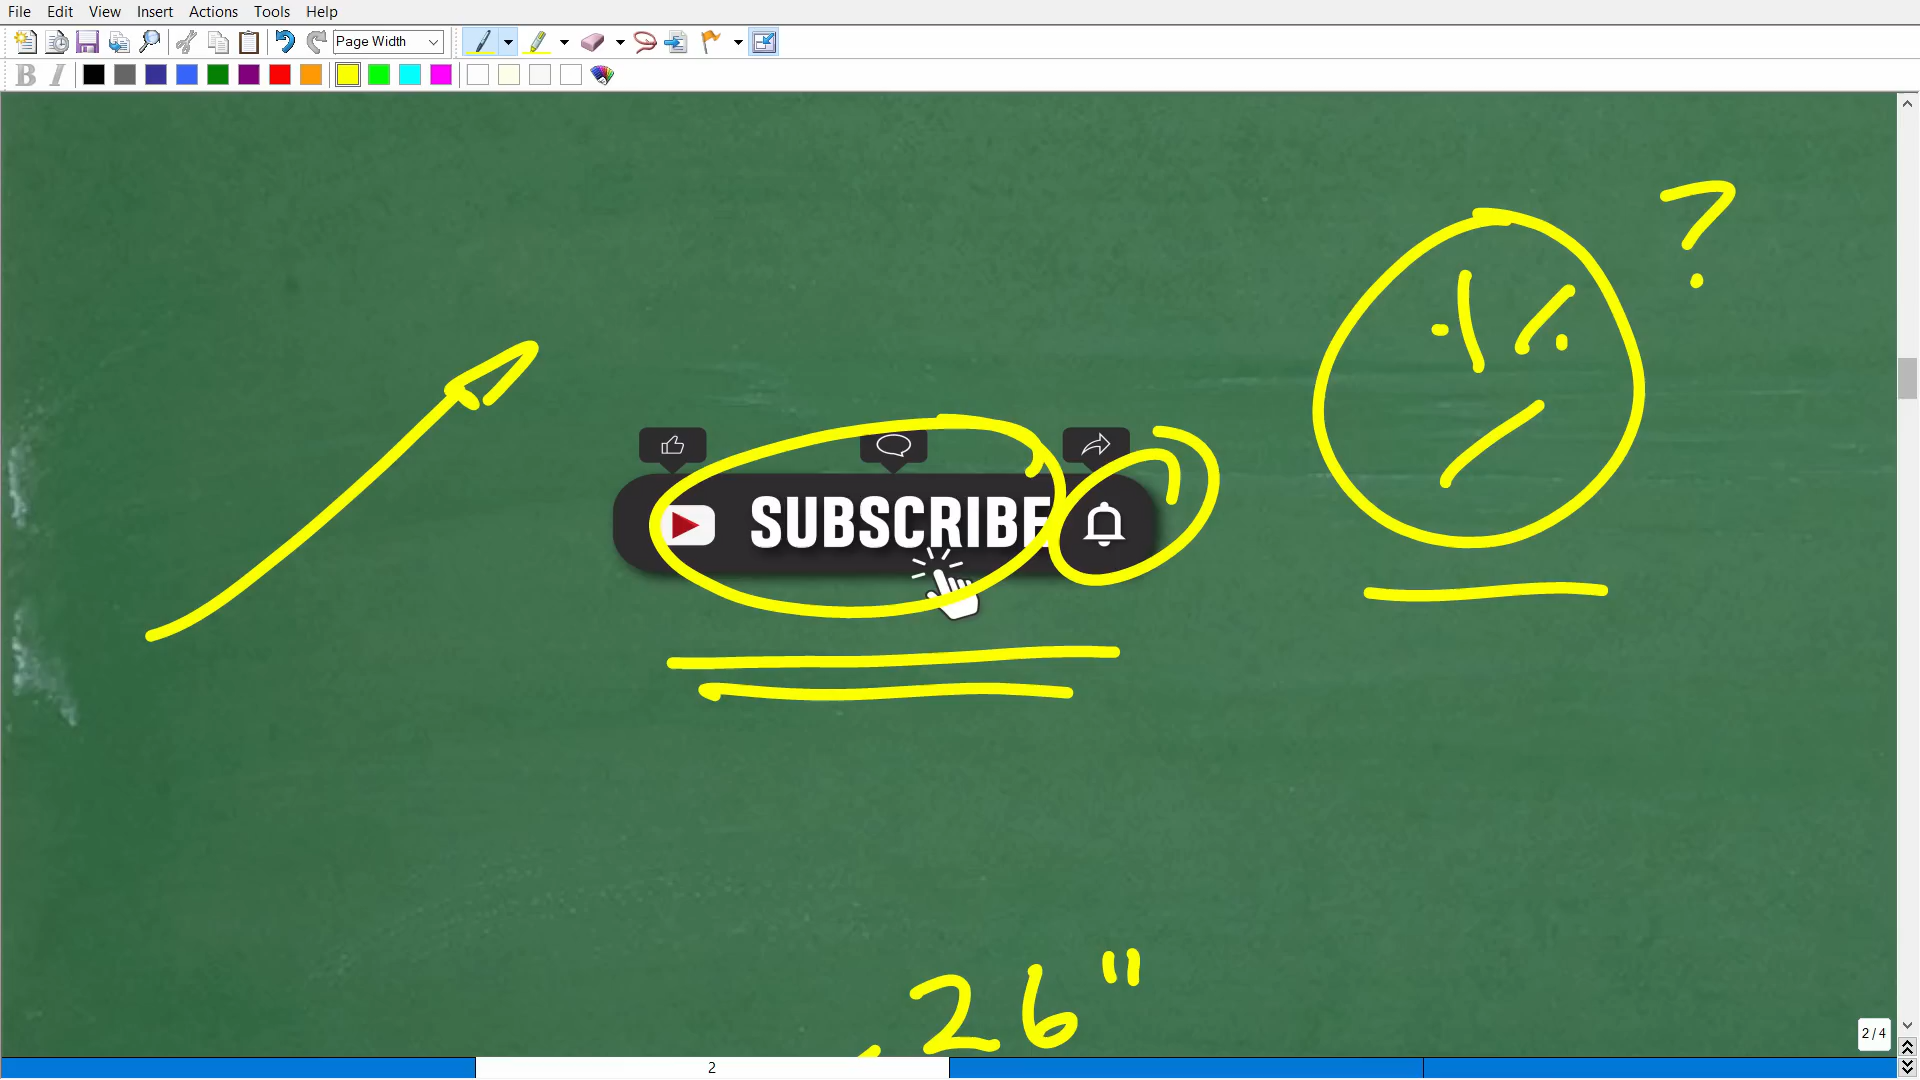 File Edit View Insert Actions Tools Help
Page Width
B I
?
SUBSCRIBE
26"
2/4
2